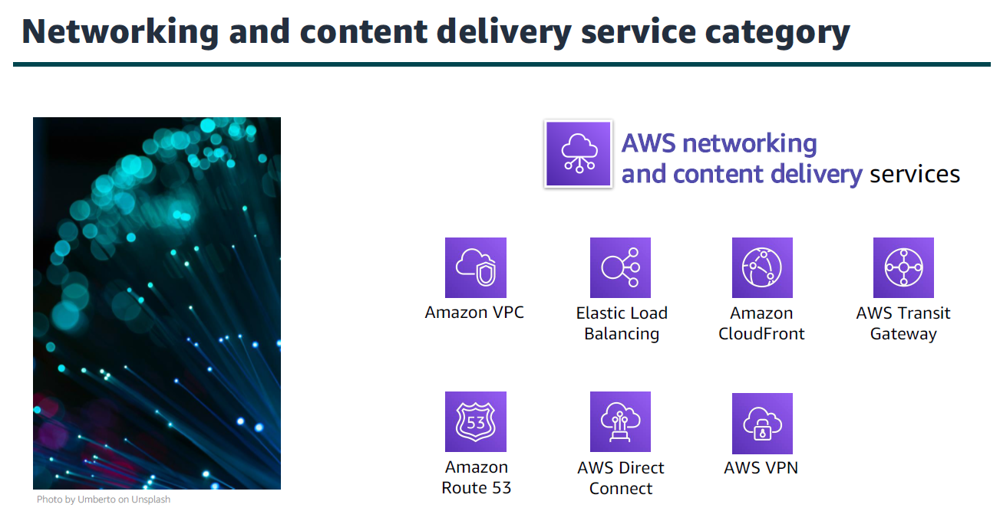 Networking and content delivery service category
AWS networking
and content delivery services
Amazon VPC
Elastic Load
Balancing
Amazon
CloudFront
AWS Transit
Gateway
53
Amazon
Route 53
AWS Direct
Connect
AWS VPN
Photo by Umberto on Unsplash